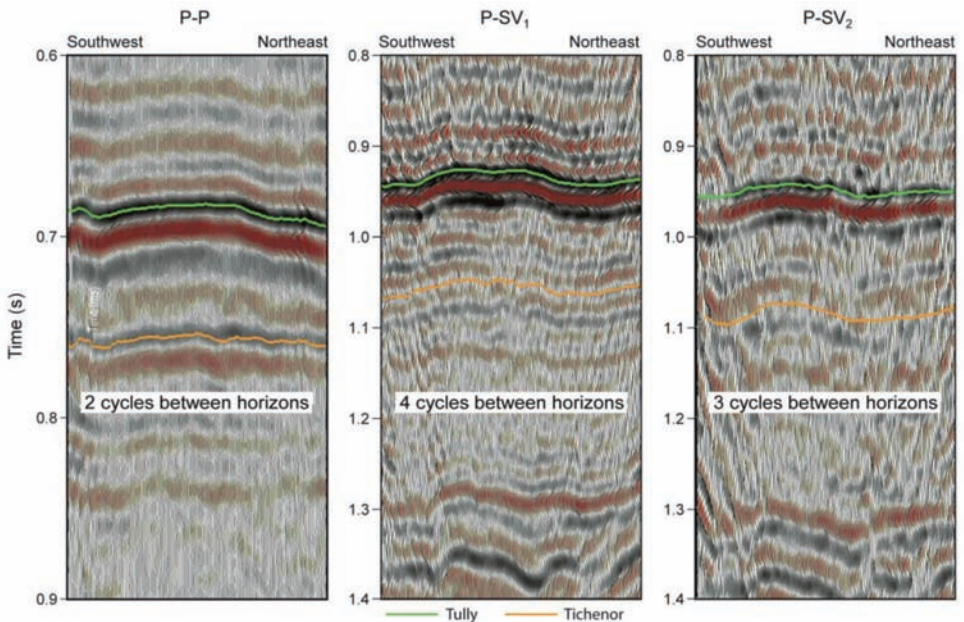 P-P
P-SV₁
P-SV₂
Southwest Northeast
Southwest Northeast
Southwest Northeast
Time (s)
0.6
0.7
0.8
0.9
0.8
0.9
1.0
1.1
1.2
1.3
1.4
0.8
0.9
1.0
1.1
1.2
1.3
1.4
2 cycles between horizons
4 cycles between horizons
3 cycles between horizons
Tully Tichenor